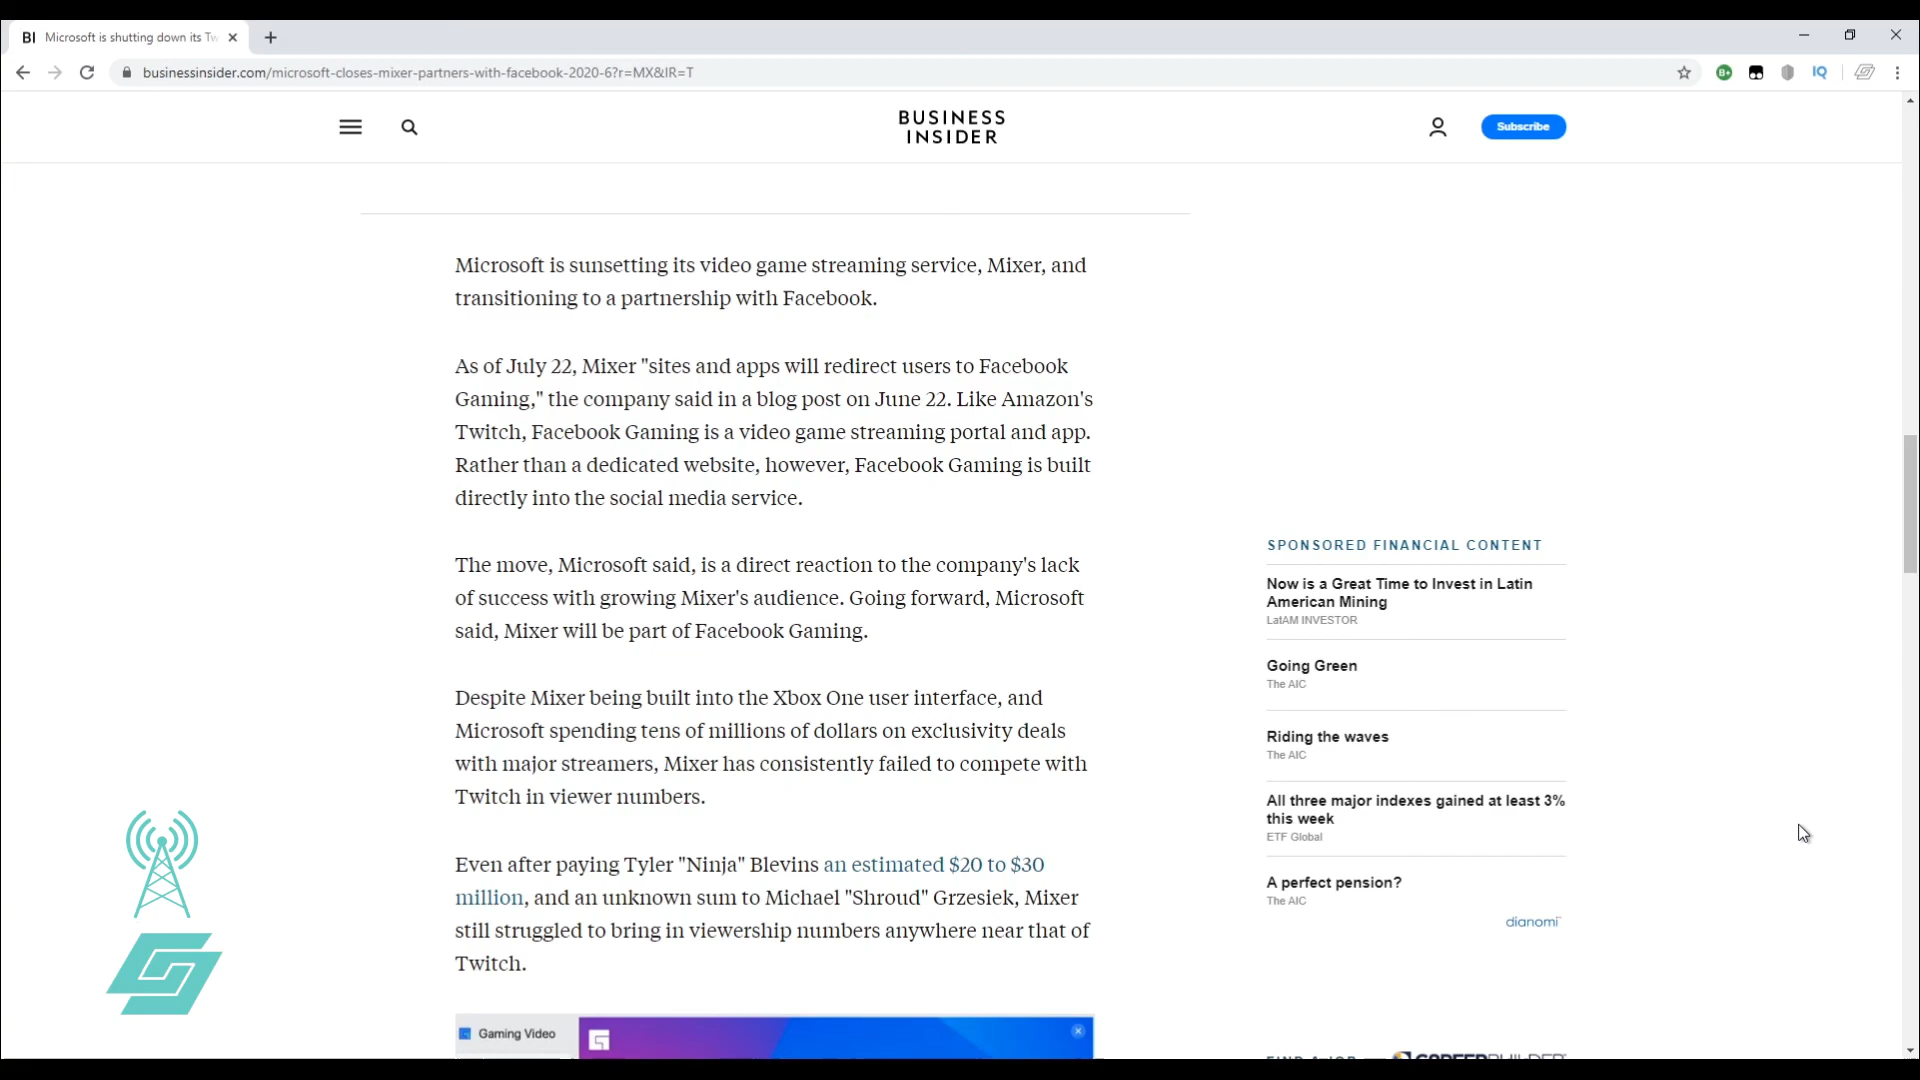 BI Microsoft is shutting down its Tw
businessinsider.com/microsoft-closes-mixer-partners-with-facebook-2020-6?r=MX&IR=T
B+
IQ
BUSINESS
INSIDER
Subscribe
Microsoft is sunsetting its video game streaming service, Mixer, and
transitioning to a partnership with Facebook.
As of July 22, Mixer "sites and apps will redirect users to Facebook
Gaming," the company said in a blog post on June 22. Like Amazon's
Twitch, Facebook Gaming is a video game streaming portal and app.
Rather than a dedicated website, however, Facebook Gaming is built
directly into the social media service.
The move, Microsoft said, is a direct reaction to the company's lack
of success with growing Mixer's audience. Going forward, Microsoft
said, Mixer will be part of Facebook Gaming.
Despite Mixer being built into the Xbox One user interface, and
Microsoft spending tens of millions of dollars on exclusivity deals
with major streamers, Mixer has consistently failed to compete with
Twitch in viewer numbers.
Even after paying Tyler "Ninja" Blevins an estimated $20 to $30
million, and an unknown sum to Michael "Shroud" Grzesiek, Mixer
still struggled to bring in viewership numbers anywhere near that of
Twitch.
Gaming Video
SPONSORED FINANCIAL CONTENT
Now is a Great Time to Invest in Latin
American Mining
LatAM INVESTOR
Going Green
The AIC
Riding the waves
The AIC
All three major indexes gained at least 3%
this week
ETF Global
A perfect pension?
The AIC
dianomi
FIND A JOB
CAREERBUILDER